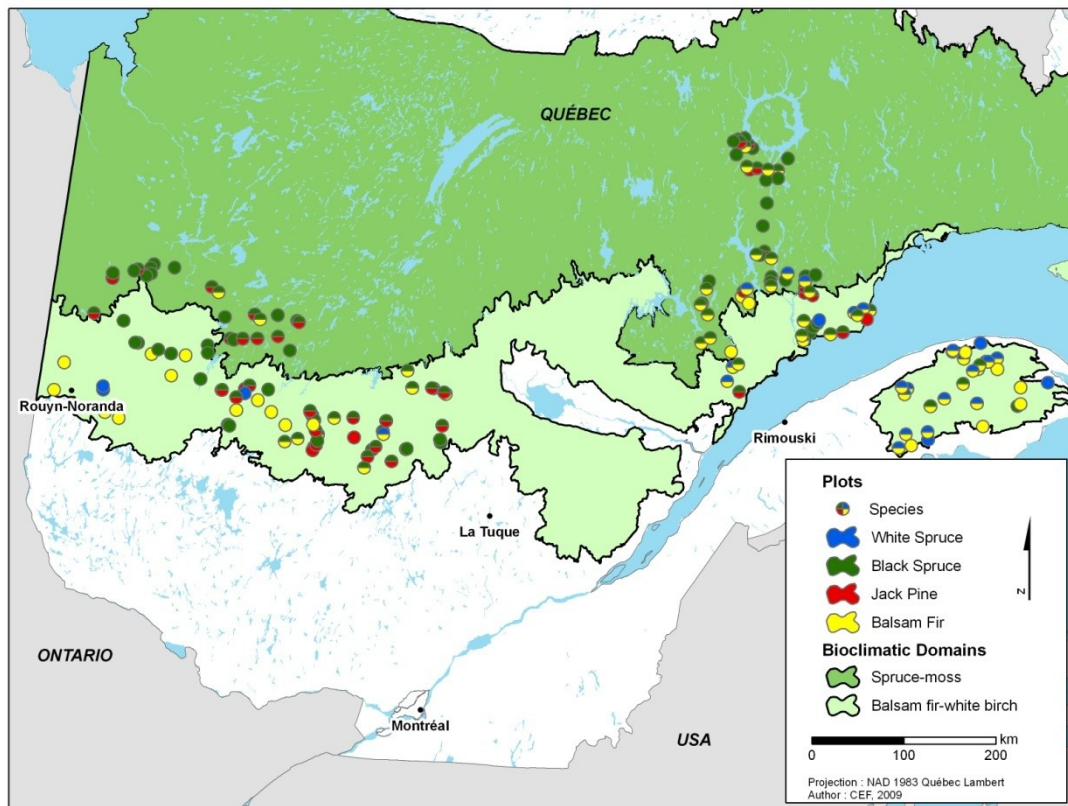 QUÉBEC
Rouyn-Noranda
Rimouski
La Tuque
ONTARIO
Montréal
USA
Plots
Species
White Spruce
Black Spruce
Jack Pine
Balsam Fir
N
Bioclimatic Domains
Spruce-moss
Balsam fir-white birch
km
0 100 200
Projection : NAD 1983 Québec Lambert
Author : CEF, 2009